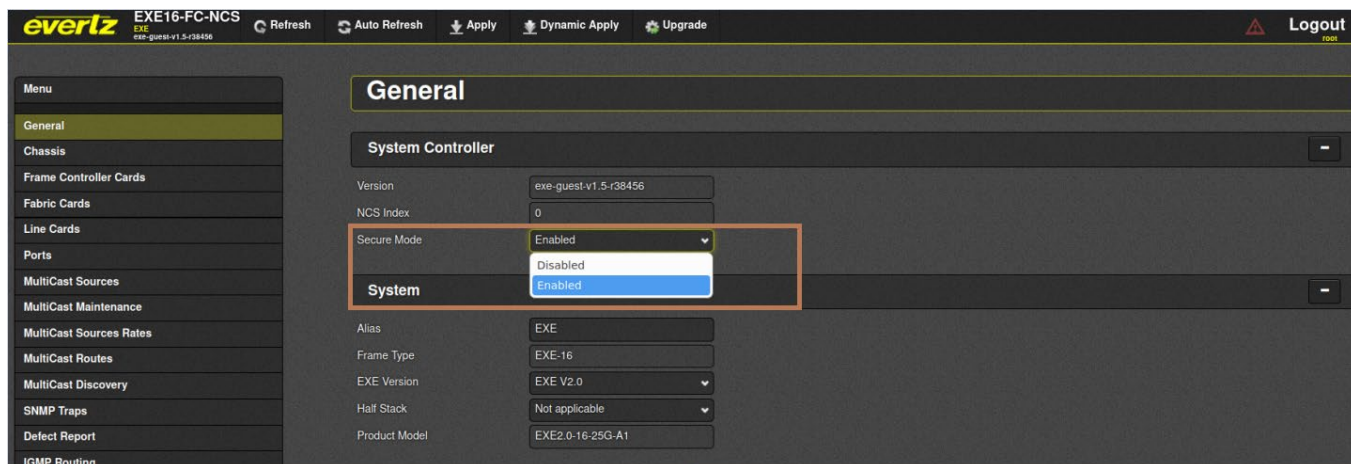 evertz
EXE16-FC-NCS
EXE
exe-guest-v1.5-r38456
Refresh
Auto Refresh
Apply
Dynamic Apply
Upgrade
Logout
root
Menu
General
Chassis
Frame Controller Cards
Fabric Cards
Line Cards
Ports
MultiCast Sources
MultiCast Maintenance
MultiCast Sources Rates
MultiCast Routes
MultiCast Discovery
SNMP Traps
Defect Report
IGMP Routing
General
System Controller
Version exe-guest-v1.5-r38456
NCS Index 0
Secure Mode Enabled
Disabled
Enabled
System
Alias EXE
Frame Type EXE-16
EXE Version EXE V2.0
Half Stack Not applicable
Product Model EXE2.0-16-25G-A1